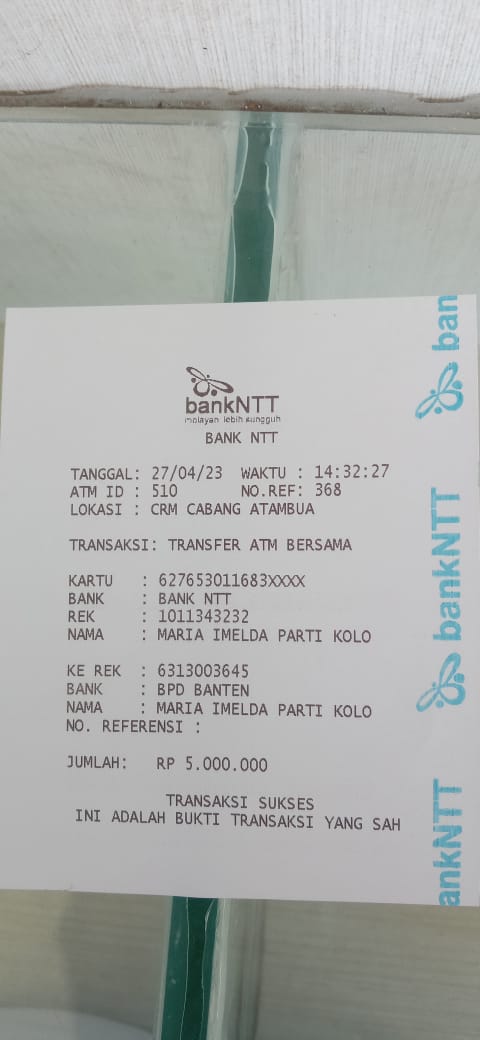 bankNTT
melayani lebih sungguh
BANK NTT
TANGGAL: 27/04/23 WAKTU : 14:32:27
ATM ID : 510 NO.REF: 368
LOKASI : CRM CABANG ATAMBUA
TRANSAKSI: TRANSFER ATM BERSAMA
KARTU : 627653011683XXXX
BANK : BANK NTT
REK : 1011343232
NAMA : MARIA IMELDA PARTI KOLO
KE REK : 6313003645
BANK : BPD BANTEN
NAMA : MARIA IMELDA PARTI KOLO
NO. REFERENSI :
JUMLAH: RP 5.000.000
TRANSAKSI SUKSES
INI ADALAH BUKTI TRANSAKSI YANG SAH
ban
bankNTT
ankNTT